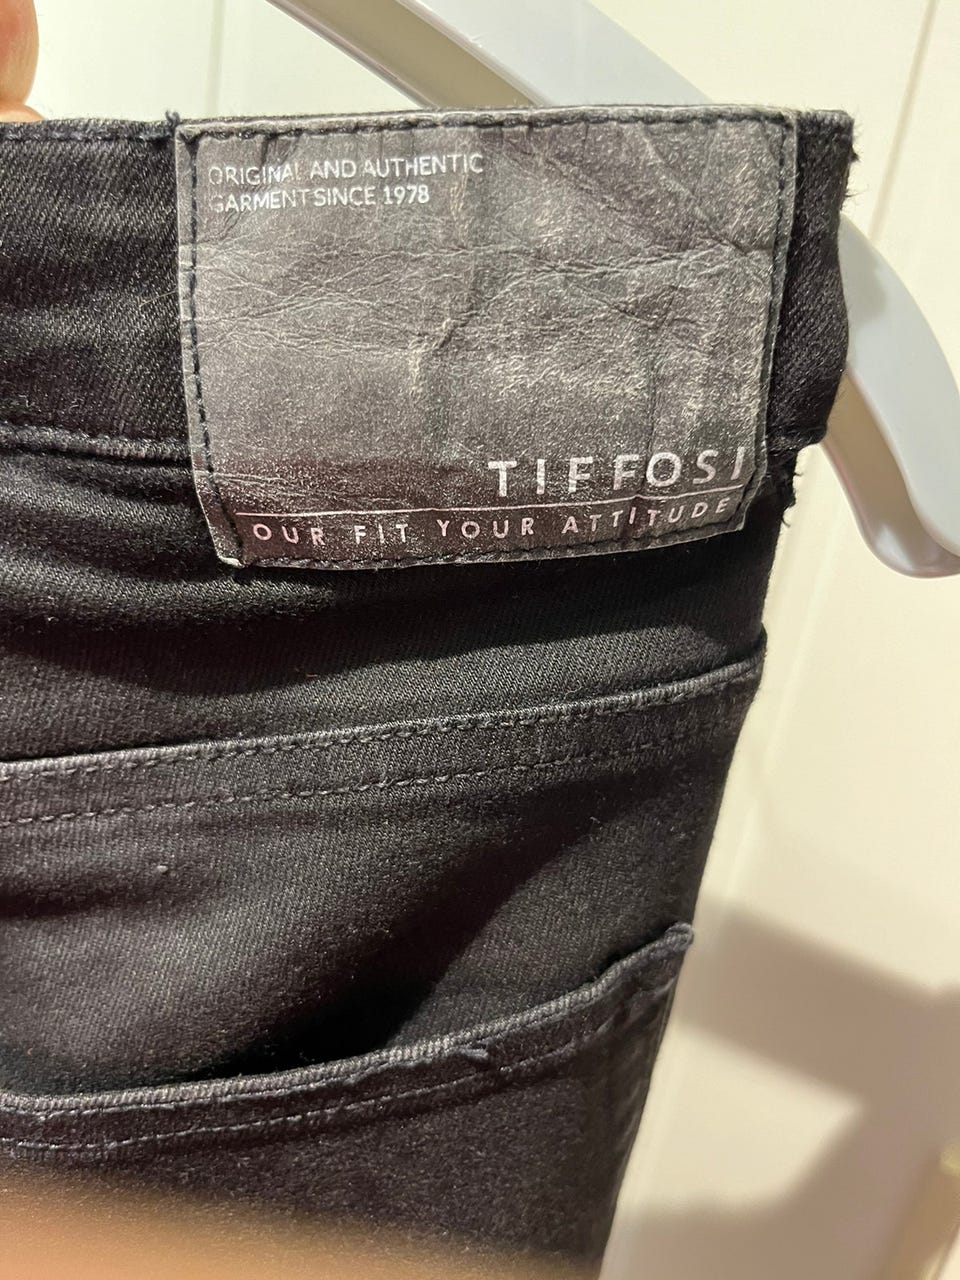 ORIGINAL AND AUTHENTIC
GARMENT SINCE 1978
TIFFOSI
OUR FIT YOUR ATTITUDE